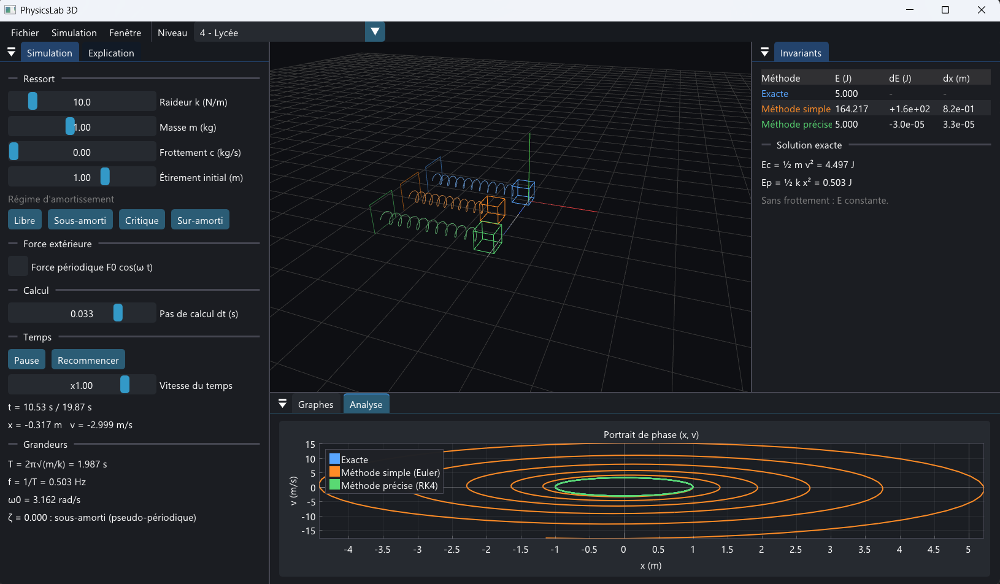 PhysicsLab 3D
Fichier Simulation Fenêtre Niveau 4 - Lycée
Simulation Explication
Ressort
10.0 Raideur k (N/m)
1.00 Masse m (kg)
0.00 Frottement c (kg/s)
1.00 Étirement initial (m)
Régime d'amortissement
Libre Sous-amorti Critique Sur-amorti
Force extérieure
Force périodique F0 cos(ω t)
Calcul
0.033 Pas de calcul dt (s)
Temps
Pause Recommencer
x1.00 Vitesse du temps
t = 10.53 s / 19.87 s
x = -0.317 m v = -2.999 m/s
Grandeurs
T = 2π√(m/k) = 1.987 s
f = 1/T = 0.503 Hz
ω0 = 3.162 rad/s
ζ = 0.000 : sous-amorti (pseudo-périodique)
Invariants
Méthode E (J) dE (J) dx (m)
Exacte 5.000 - -
Méthode simple 164.217 +1.6e+02 8.2e-01
Méthode précise 5.000 -3.0e-05 3.3e-05
Solution exacte
Ec = ½ m v² = 4.497 J
Ep = ½ k x² = 0.503 J
Sans frottement : E constante.
Graphes Analyse
Portrait de phase (x, v)
15
10
5
0
-5
-10
-15
v (m/s)
Exacte
Méthode simple (Euler)
Méthode précise (RK4)
-4 -3.5 -3 -2.5 -2 -1.5 -1 -0.5 0 0.5 1 1.5 2 2.5 3 3.5 4 4.5 5
x (m)